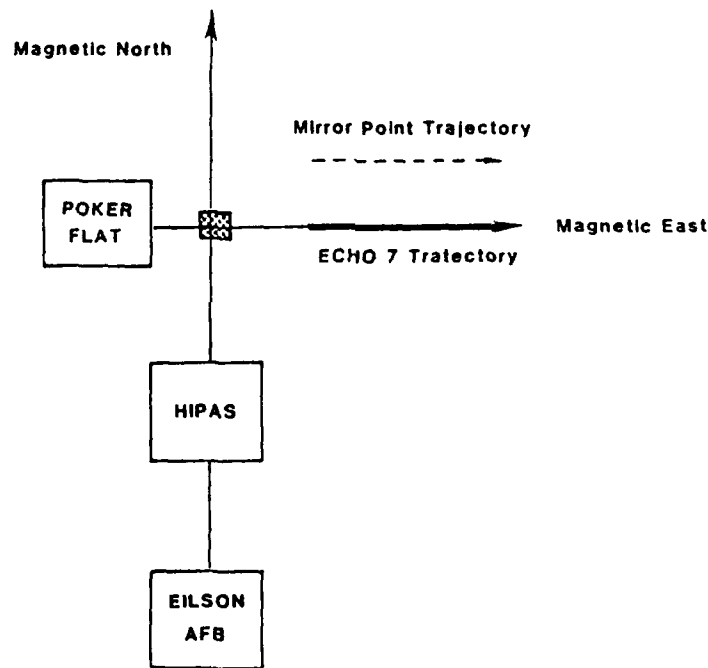 Magnetic North
Mirror Point Trajectory
POKER
FLAT
Magnetic East
ECHO 7 Tratectory
HIPAS
EILSON
AFB